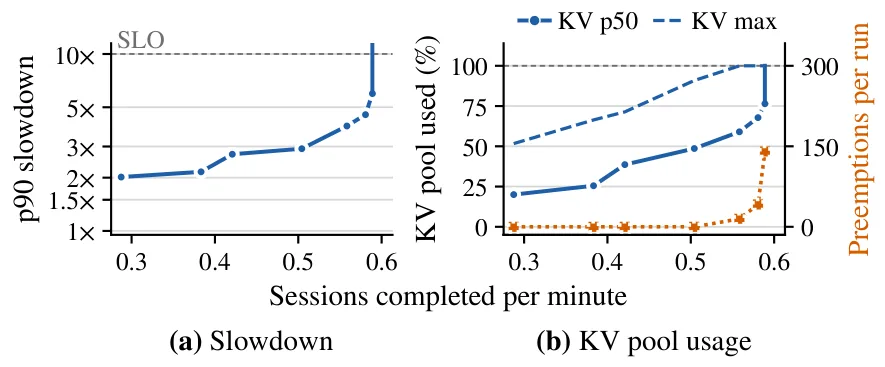 KV p50 KV max
SLO
p90 slowdown
10×
5×
3×
2×
1.5×
1×
0.3 0.4 0.5 0.6
KV pool used (%)
100
75
50
25
0
0.3 0.4 0.5 0.6
300
150
0
Preemptions per run
Sessions completed per minute
(a) Slowdown
(b) KV pool usage